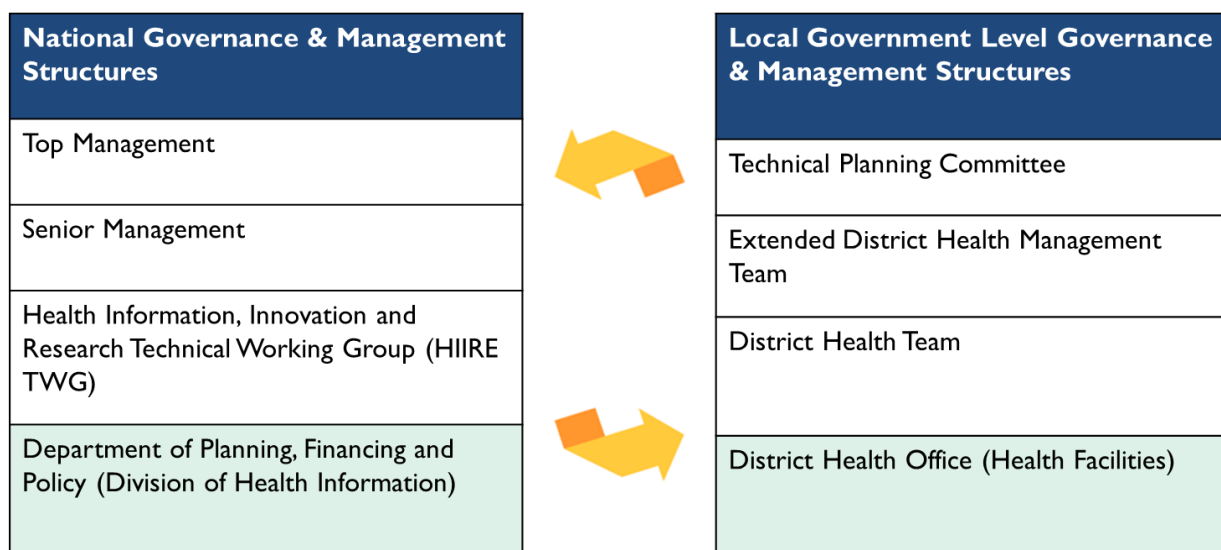 National Governance & Management
Structures
Top Management
Senior Management
Health Information, Innovation and
Research Technical Working Group (HIIRE
TWG)
Department of Planning, Financing and
Policy (Division of Health Information)
Local Government Level Governance
& Management Structures
Technical Planning Committee
Extended District Health Management
Team
District Health Team
District Health Office (Health Facilities)